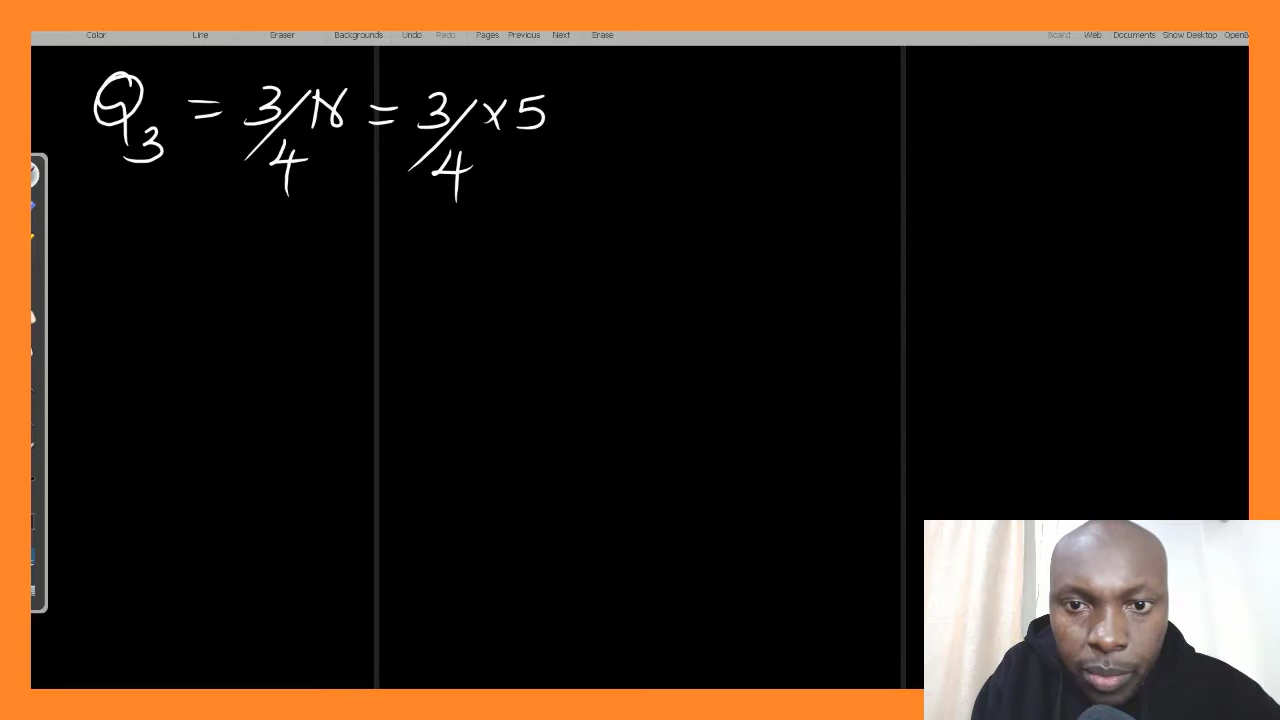 Color Line Eraser Backgrounds Undo Redo Pages Previous Next Erase Board Web Documents Show Desktop OpenB
Q₃ = 3/4 N = 3/4 × 5